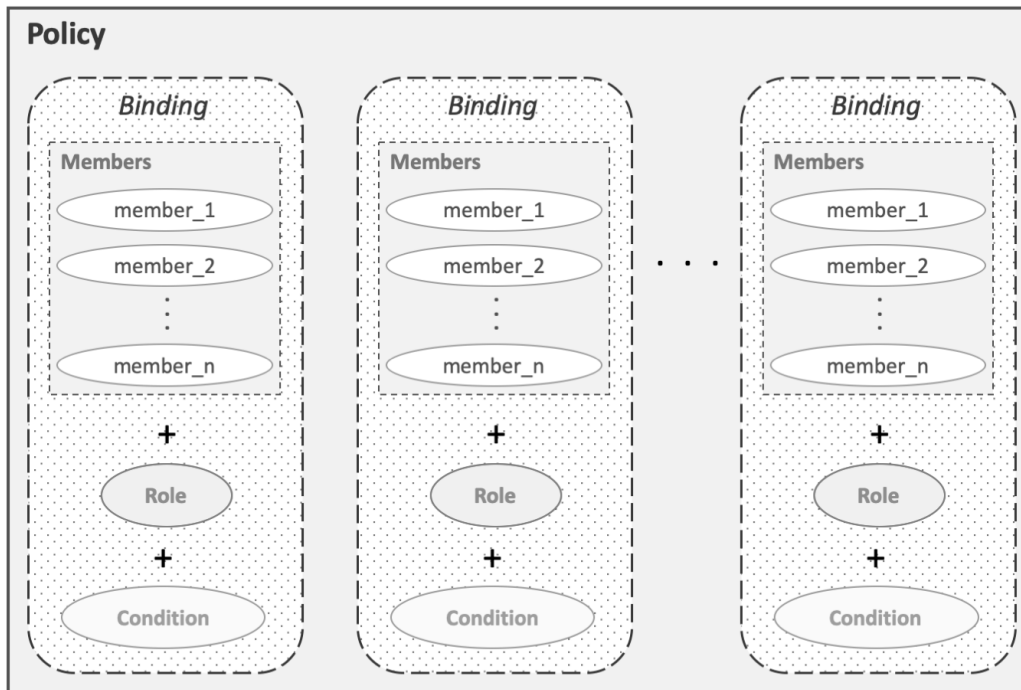 Policy
Binding
Members
member_1
member_2
member_n
+
Role
+
Condition
Binding
Members
member_1
member_2
member_n
+
Role
+
Condition
. . .
Binding
Members
member_1
member_2
member_n
+
Role
+
Condition